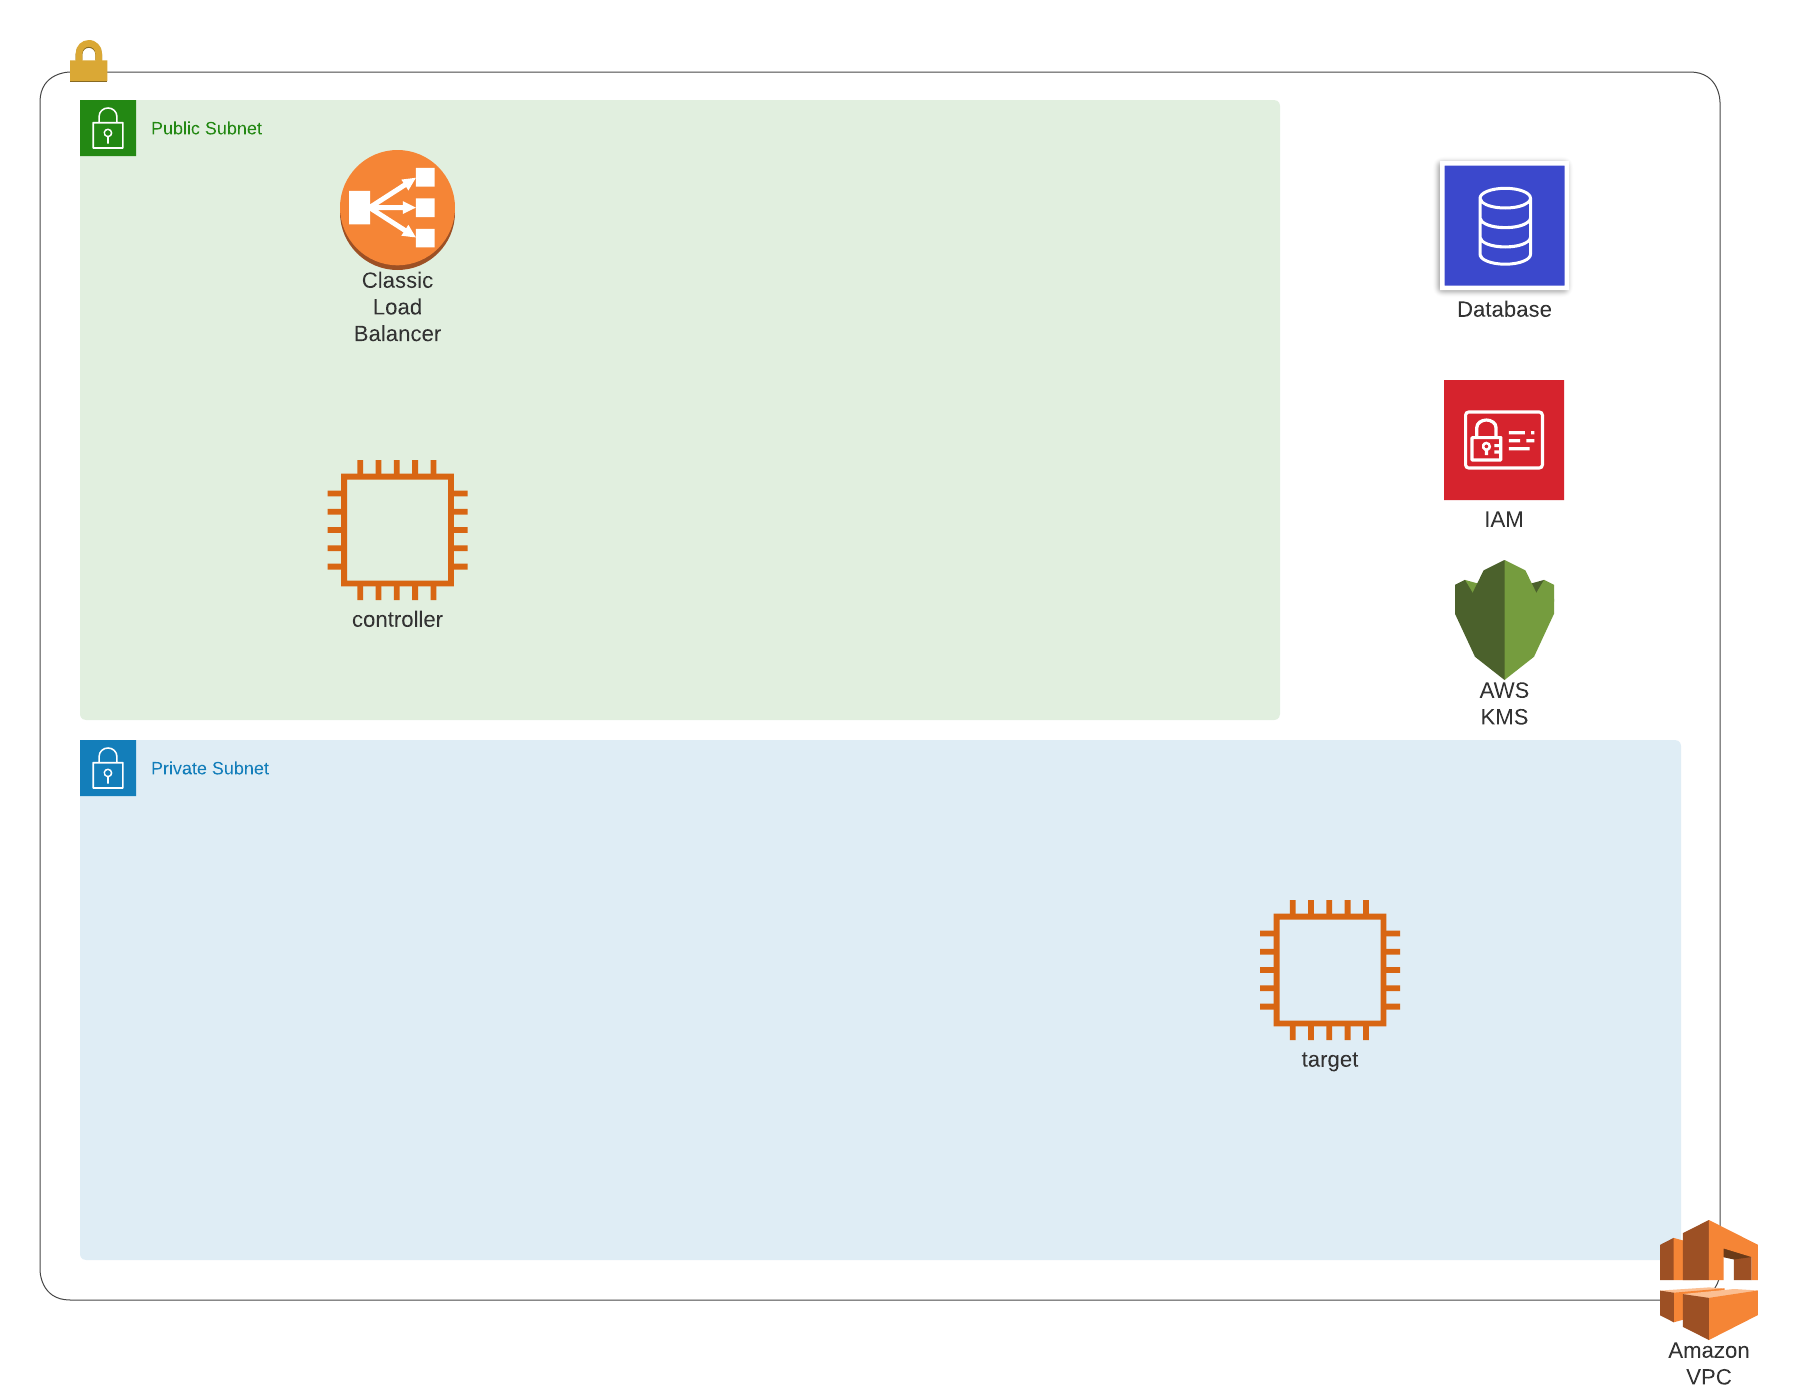 Public Subnet
Classic
Load
Balancer
Database
IAM
controller
AWS
KMS
Private Subnet
target
Amazon
VPC